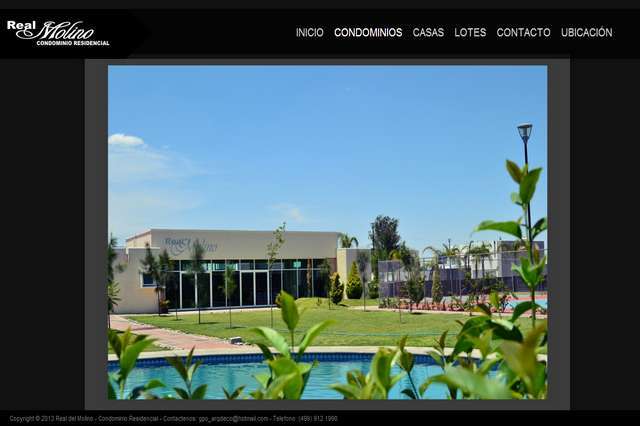 Real
Molino
CONDOMINIO RESIDENCIAL
INICIO CONDOMINIOS CASAS LOTES CONTACTO UBICACIÓN
Real
Molino
Copyright © 2013 Real del Molino - Condominio Residencial - Contactenos: gpo_arqdeco@hotmail.com - Telefono: (449) 912 1990